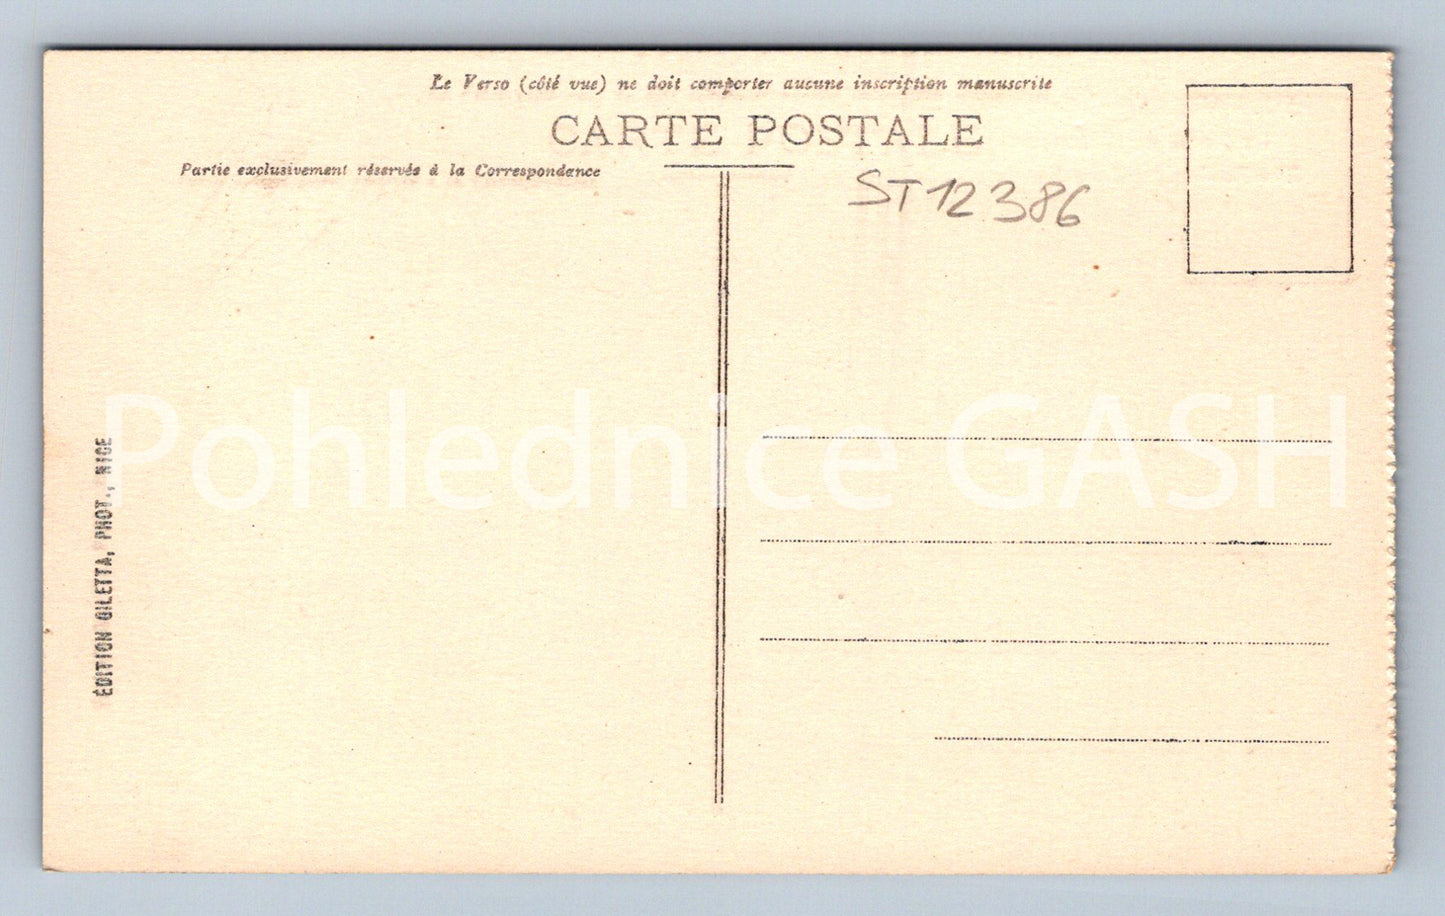 Le Verso (côté vue) ne doit comporter aucune inscription manuscrite
CARTE POSTALE
Partie exclusivement réservée à la Correspondance
ST12386
ÉDITION GILETTA, PHOT., NICE
Pohlednice GASH